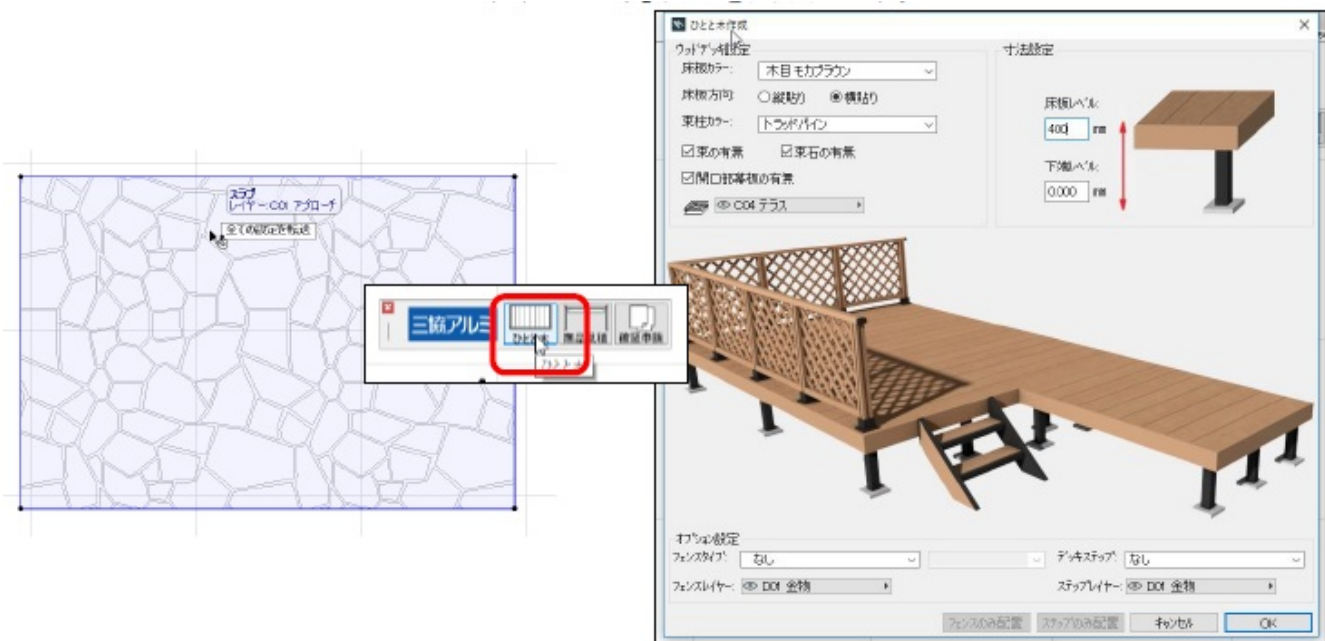 スラブ
レイヤー:C01 アプローチ
全ての設定を転送
三協アルミ
ひとと木
ひとと木
ひとと木作成
ウッドデッキ設定
床板カラー:
木目 モカブラウン
床板方向:
縦貼り
横貼り
束柱カラー:
トラッドパイン
束の有無
束石の有無
開口部幕板の有無
C04 テラス
寸法設定
床板レベル:
400
mm
下端レベル:
0.000
mm
オプション設定
フェンスタイプ:
なし
デッキステップ:
なし
フェンスレイヤー:
D01 金物
ステップレイヤー:
D01 金物
フェンスのみ配置
ステップのみ配置
キャンセル
OK